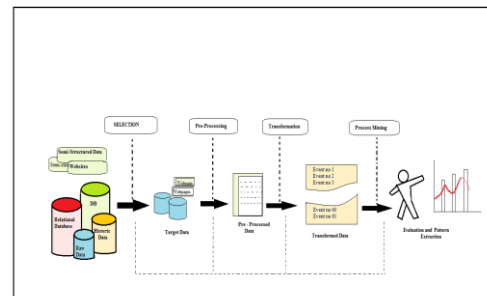 SELECTION
Pre-Processing
Transformation
Process Mining
Semi-Structured Data
Websites
DB
Relational
Database
Historic
Data
Raw
Data
Target Data
Pre - Processed
Data
Event no 1
Event no 2
Event no 3
Transformed Data
Evaluation and Pattern
Extraction